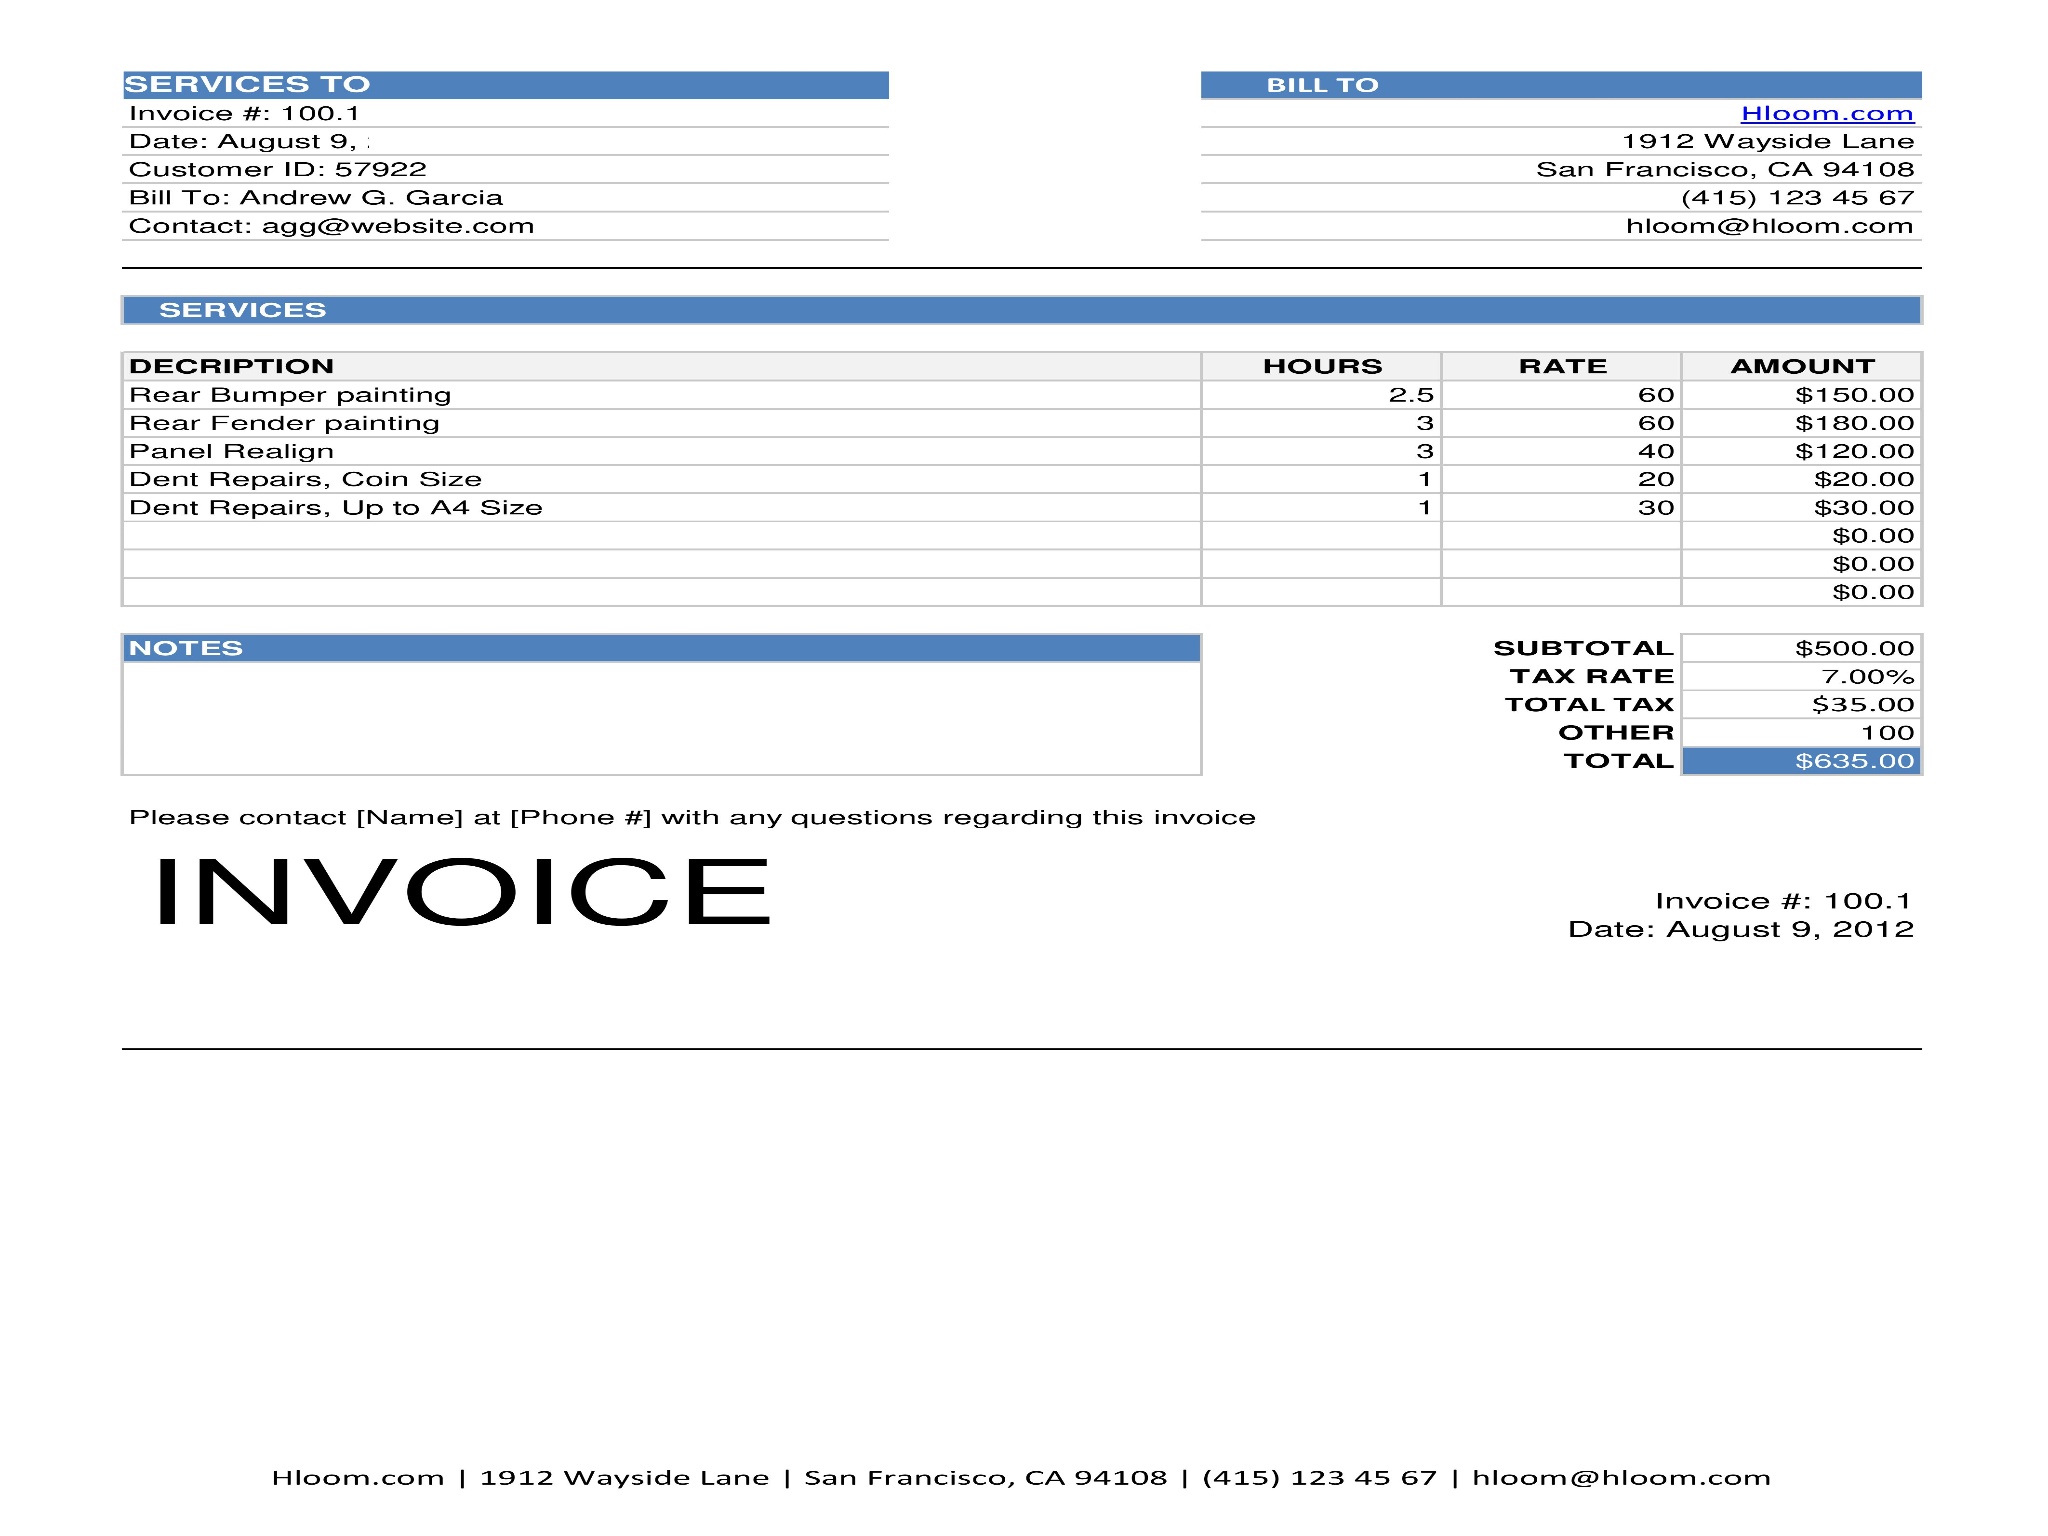 SERVICES TO
Invoice #: 100.1
Date: August 9,
Customer ID: 57922
Bill To: Andrew G. Garcia
Contact: agg@website.com
BILL TO
Hloom.com
1912 Wayside Lane
San Francisco, CA 94108
(415) 123 45 67
hloom@hloom.com
SERVICES
DECRIPTION HOURS RATE AMOUNT
Rear Bumper painting 2.5 60 $150.00
Rear Fender painting 3 60 $180.00
Panel Realign 3 40 $120.00
Dent Repairs, Coin Size 1 20 $20.00
Dent Repairs, Up to A4 Size 1 30 $30.00
$0.00
$0.00
$0.00
NOTES
SUBTOTAL $500.00
TAX RATE 7.00%
TOTAL TAX $35.00
OTHER 100
TOTAL $635.00
Please contact [Name] at [Phone #] with any questions regarding this invoice
INVOICE
Invoice #: 100.1
Date: August 9, 2012
Hloom.com | 1912 Wayside Lane | San Francisco, CA 94108 | (415) 123 45 67 | hloom@hloom.com